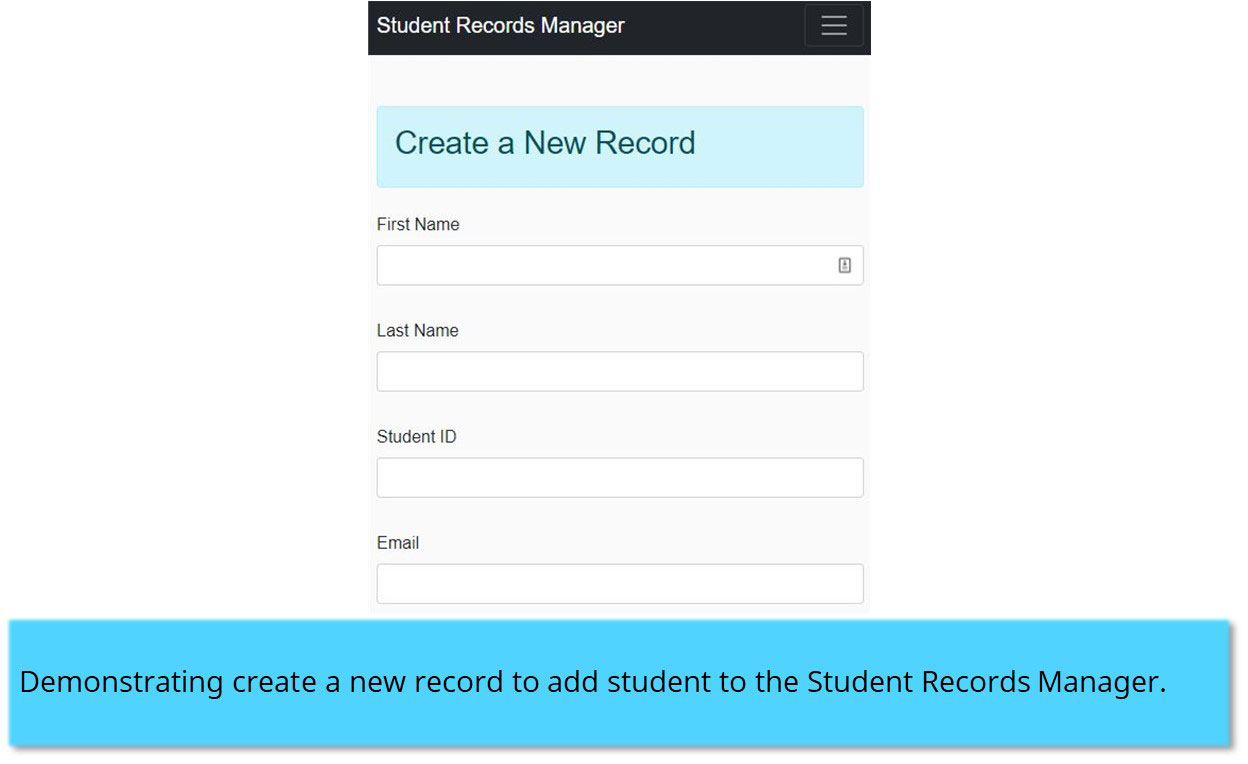 Student Records Manager
Create a New Record
First Name
Last Name
Student ID
Email
Demonstrating create a new record to add student to the Student Records Manager.